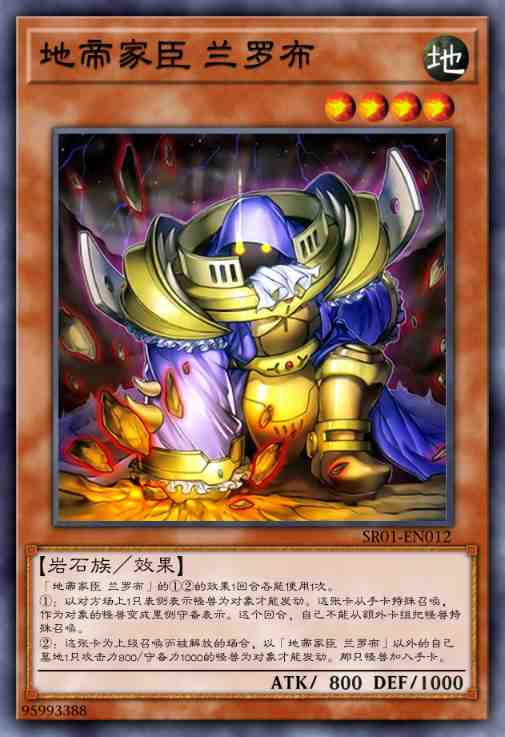 地帝家臣 兰罗布
地
SR01-EN012
【岩石族／效果】
「地帝家臣 兰罗布」的①②的效果1回合各能使用1次。
①：以对方场上1只表侧表示怪兽为对象才能发动。这张卡从手卡特殊召唤，
作为对象的怪兽变成里侧守备表示。这个回合，自己不能从额外卡组把怪兽特
殊召唤。
②：这张卡为上级召唤而被解放的场合，以「地帝家臣 兰罗布」以外的自己
墓地1只攻击力800/守备力1000的怪兽为对象才能发动。那只怪兽加入手卡。
ATK/ 800 DEF/1000
95993388